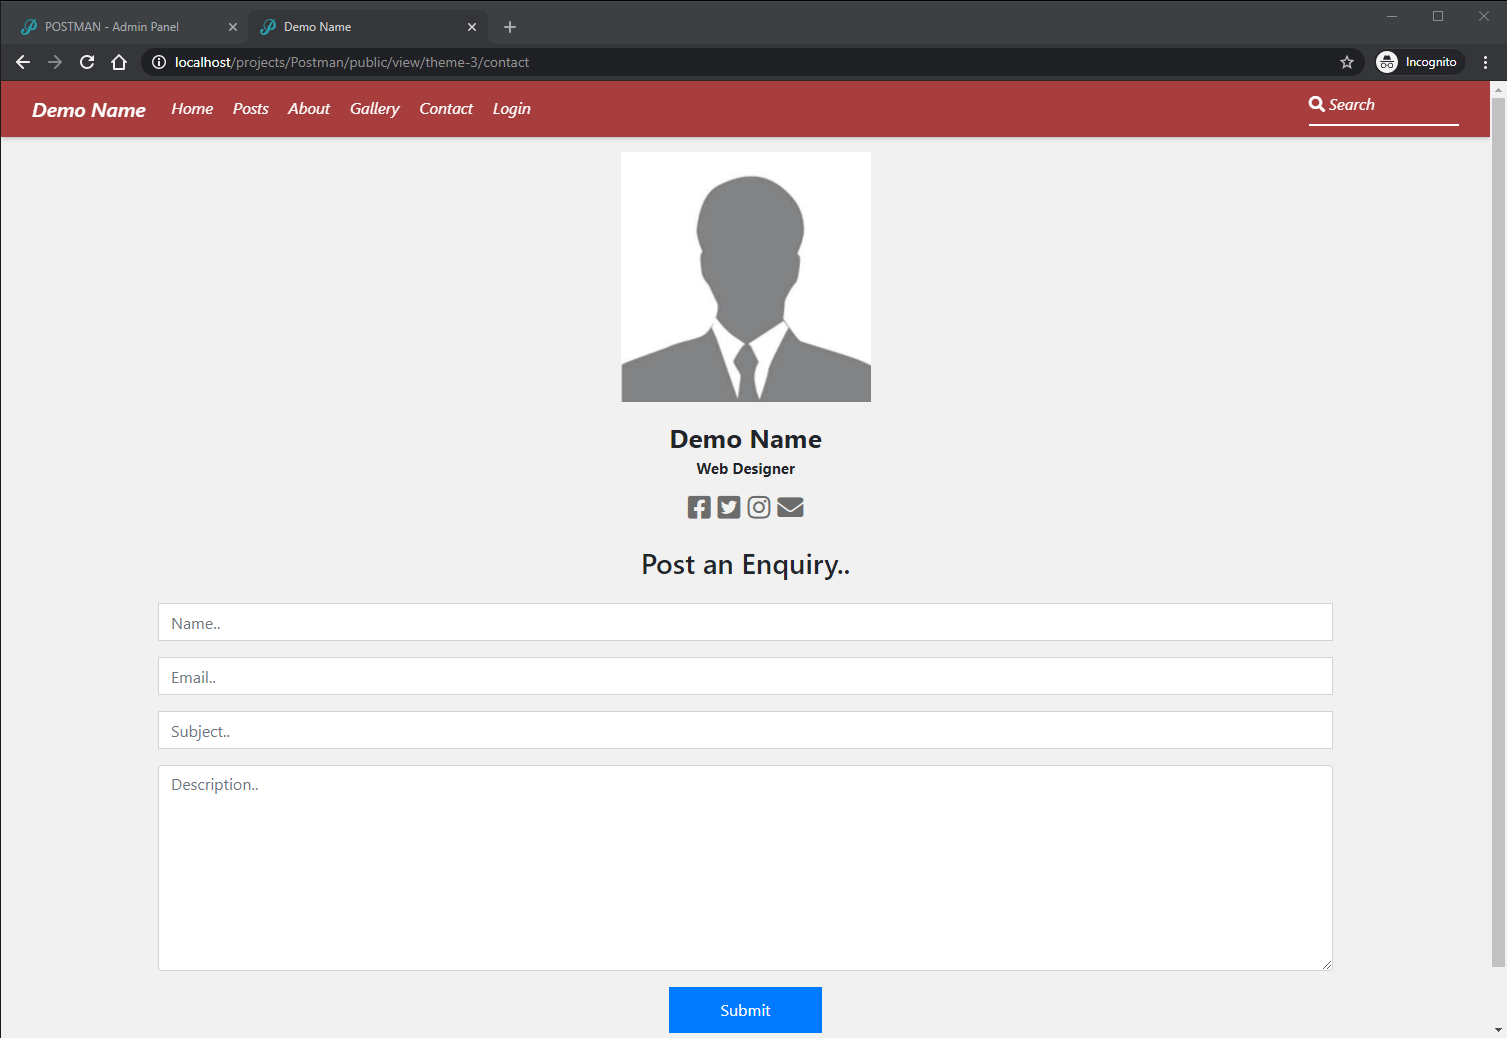 POSTMAN - Admin Panel
Demo Name
localhost/projects/Postman/public/view/theme-3/contact
Incognito
Demo Name Home Posts About Gallery Contact Login Search
Demo Name
Web Designer
Post an Enquiry..
Name..
Email..
Subject..
Description..
Submit